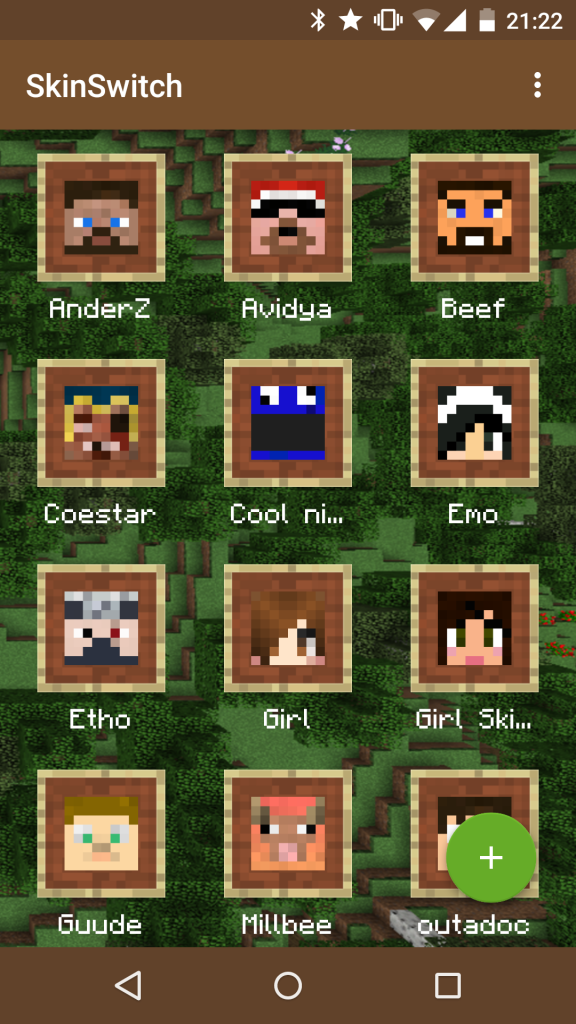 21:22
SkinSwitch
AnderZ Avidya Beef
Coestar Cool ni... Emo
Etho Girl Girl Ski...
Guude Millbee outadoc